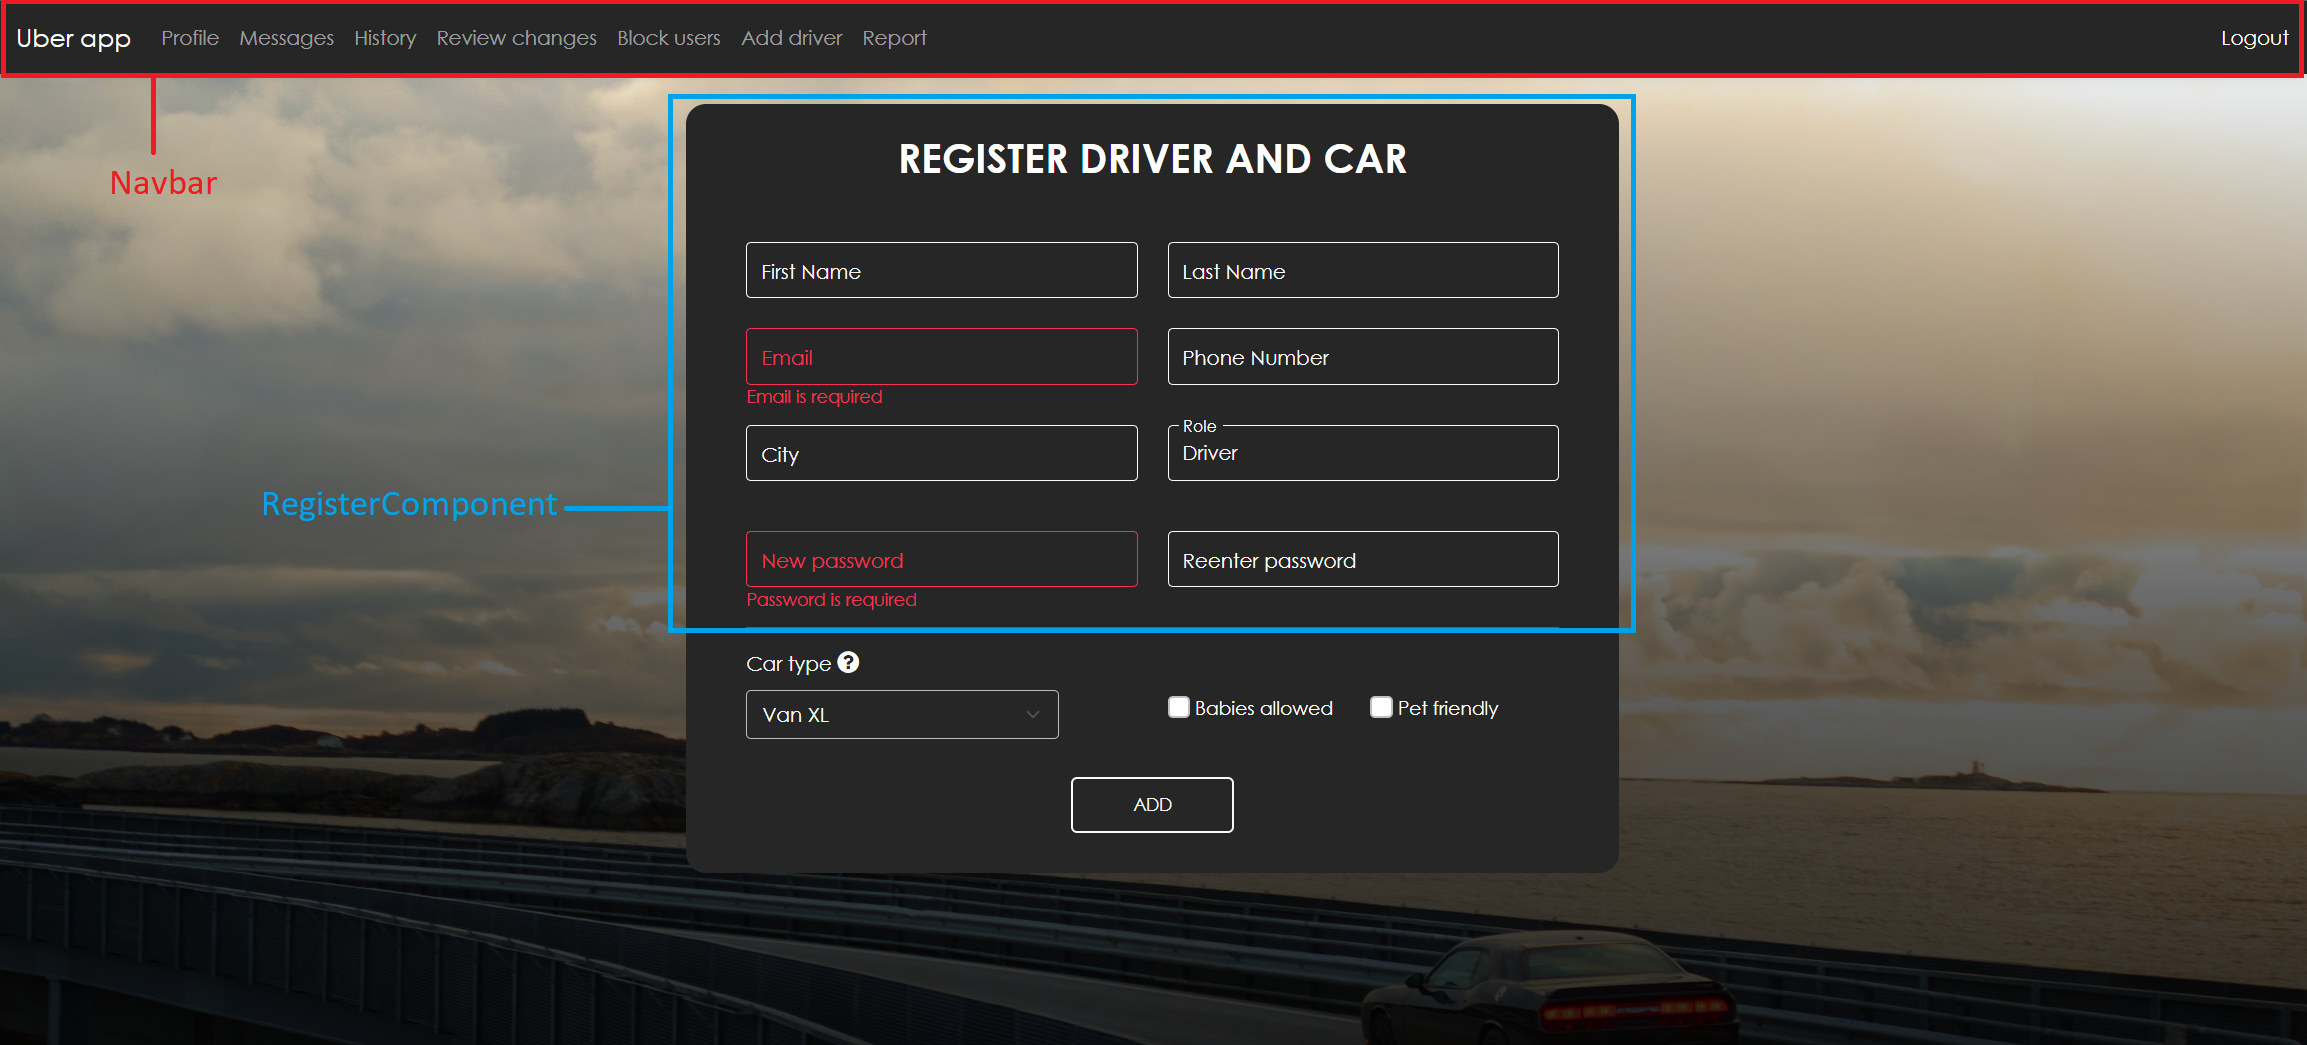 Uber app Profile Messages History Review changes Block users Add driver Report Logout
Navbar
REGISTER DRIVER AND CAR
First Name Last Name
Email Phone Number
Email is required
Role
City Driver
RegisterComponent
New password Reenter password
Password is required
Car type ?
Van XL Babies allowed Pet friendly
ADD